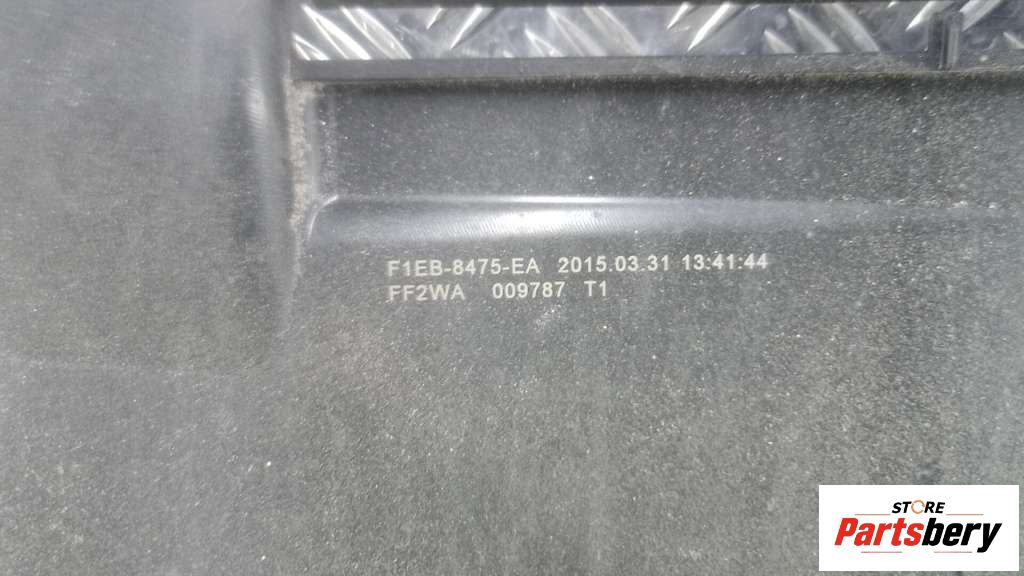 F1EB-8475-EA 2015.03.31 13:41:44
FF2WA 009787 T1
STORE
Partsbery